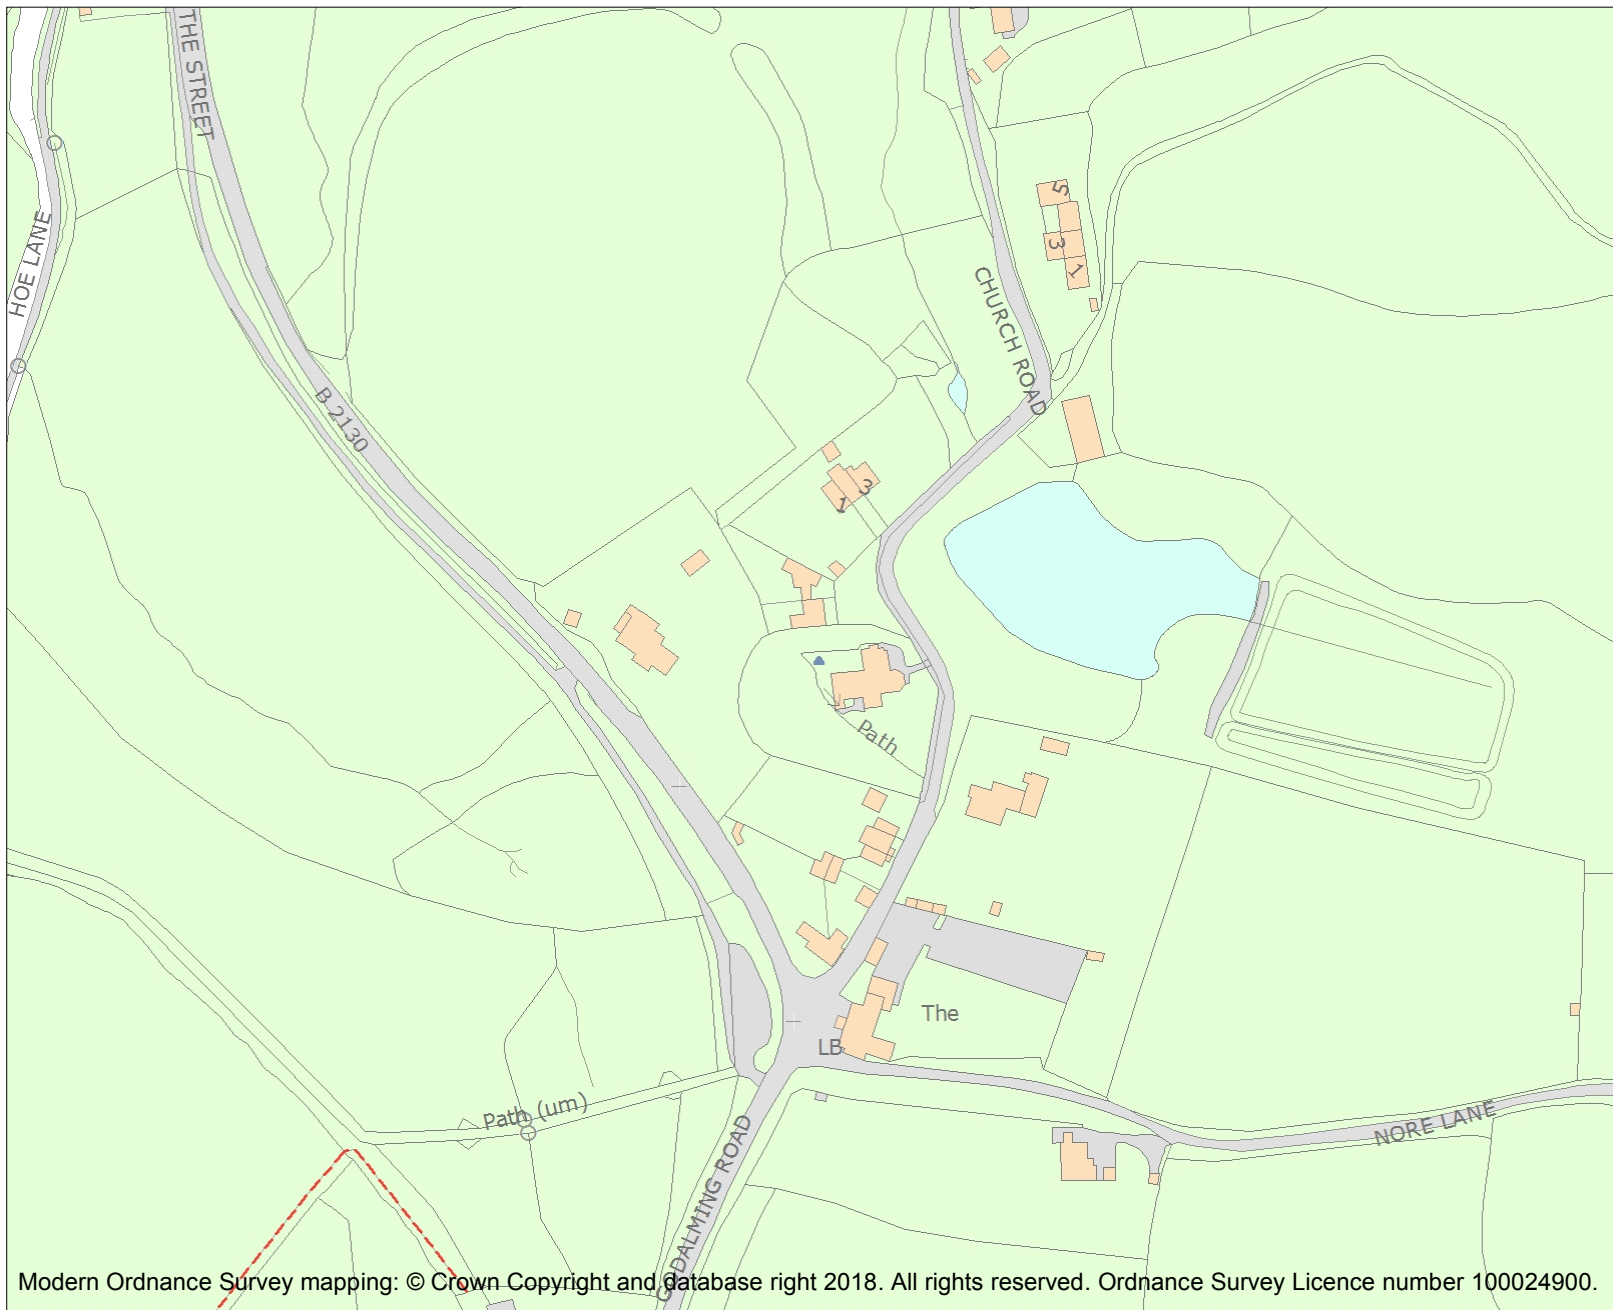 THE STREET
HOE LANE
5
3
1
CHURCH ROAD
B 2130
3
1
Path
The
LB
Path (um)
NORE LANE
GODALMING ROAD
Modern Ordnance Survey mapping: © Crown Copyright and database right 2018. All rights reserved. Ordnance Survey Licence number 100024900.